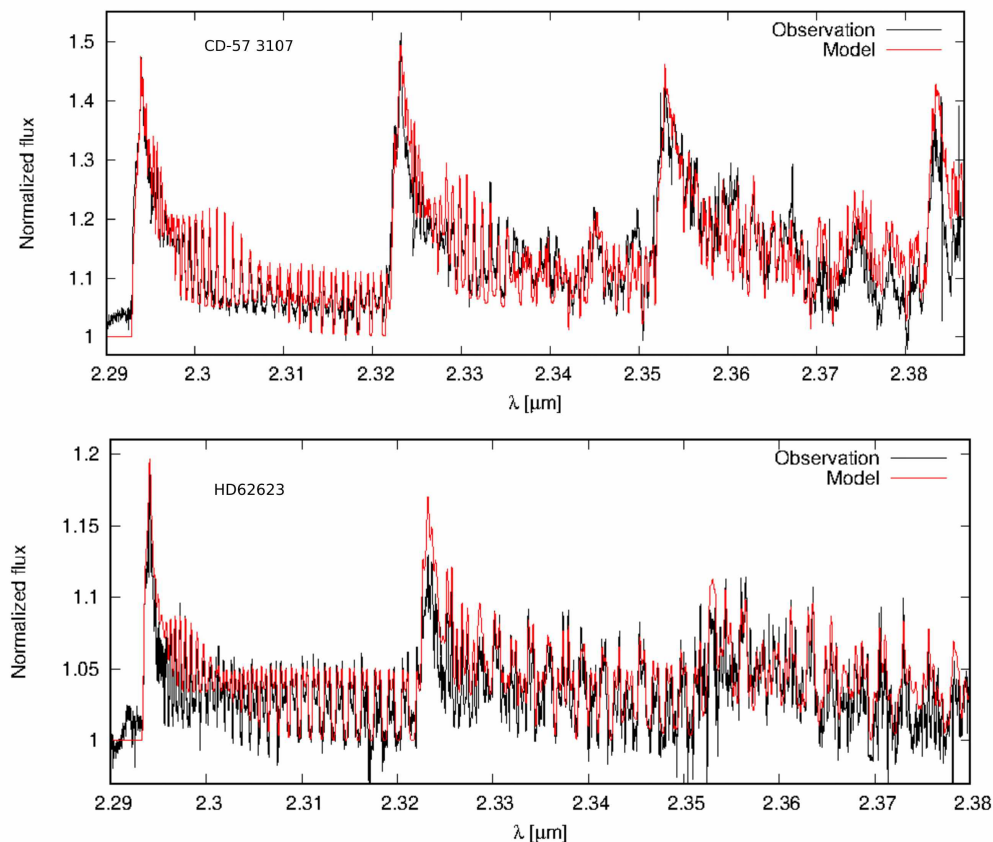 CD-57 3107
Observation
Model
Normalized flux
1.5
1.4
1.3
1.2
1.1
1
2.29 2.3 2.31 2.32 2.33 2.34 2.35 2.36 2.37 2.38
λ [μm]
HD62623
Observation
Model
Normalized flux
1.2
1.15
1.1
1.05
1
2.29 2.3 2.31 2.32 2.33 2.34 2.35 2.36 2.37 2.38
λ [μm]